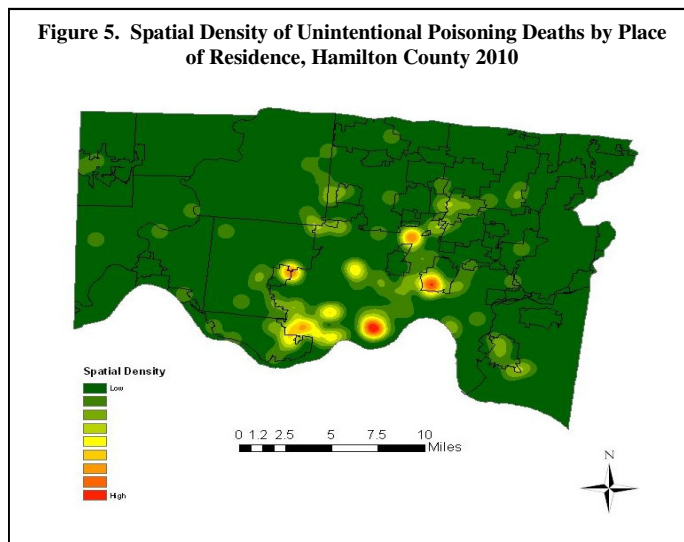 Figure 5. Spatial Density of Unintentional Poisoning Deaths by Place
of Residence, Hamilton County 2010
Spatial Density
Low
High
0 1.2 2.5 5 7.5 10
Miles
N